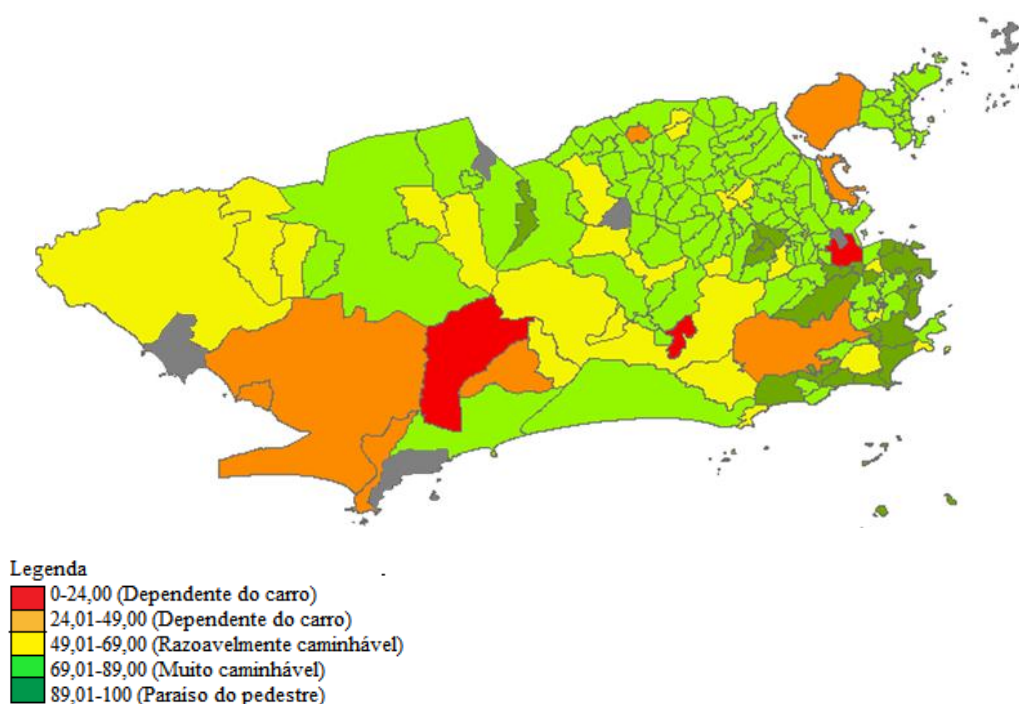 Legenda
0-24,00 (Dependente do carro)
24,01-49,00 (Dependente do carro)
49,01-69,00 (Razoavelmente caminhável)
69,01-89,00 (Muito caminhável)
89,01-100 (Paraiso do pedestre)